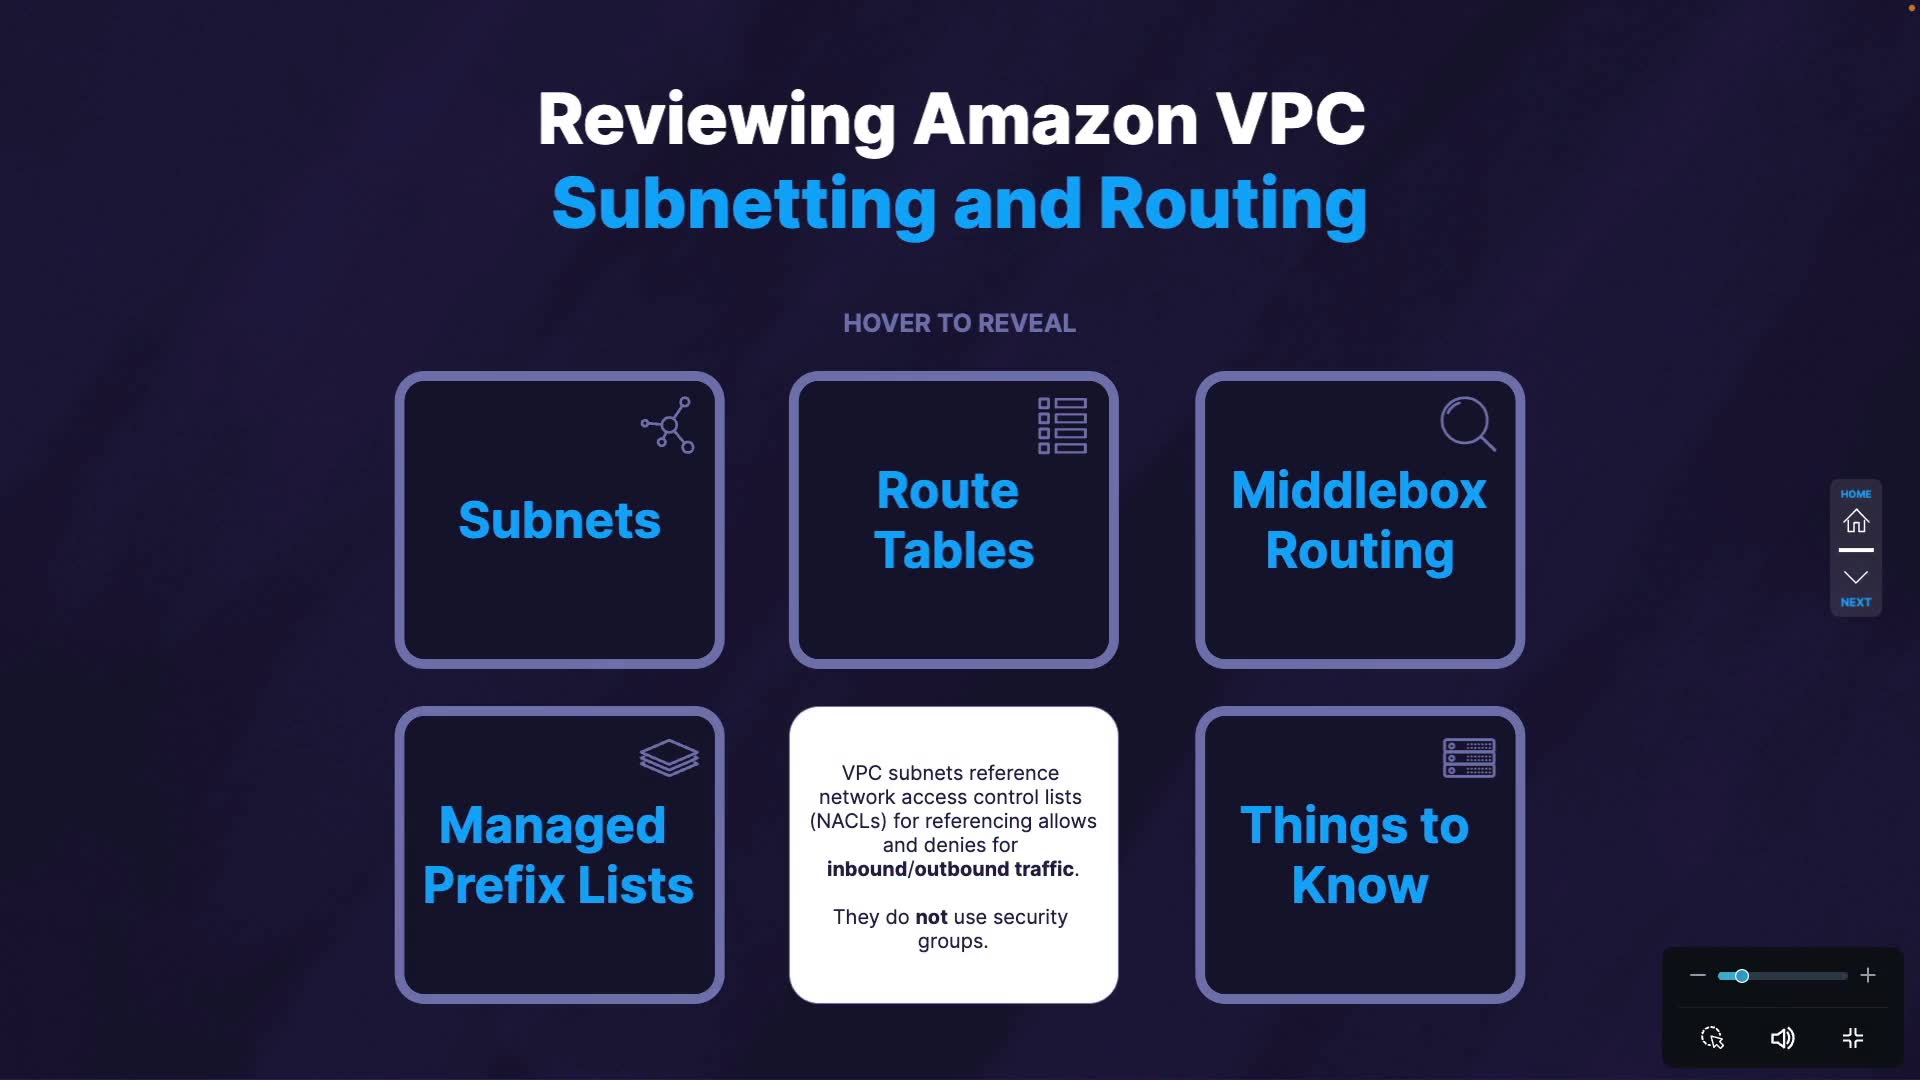 Reviewing Amazon VPC
Subnetting and Routing
HOVER TO REVEAL
Subnets
Route
Tables
Middlebox
Routing
Managed
Prefix Lists
VPC subnets reference
network access control lists
(NACLs) for referencing allows
and denies for
inbound/outbound traffic.
They do not use security
groups.
Things to
Know
HOME
NEXT